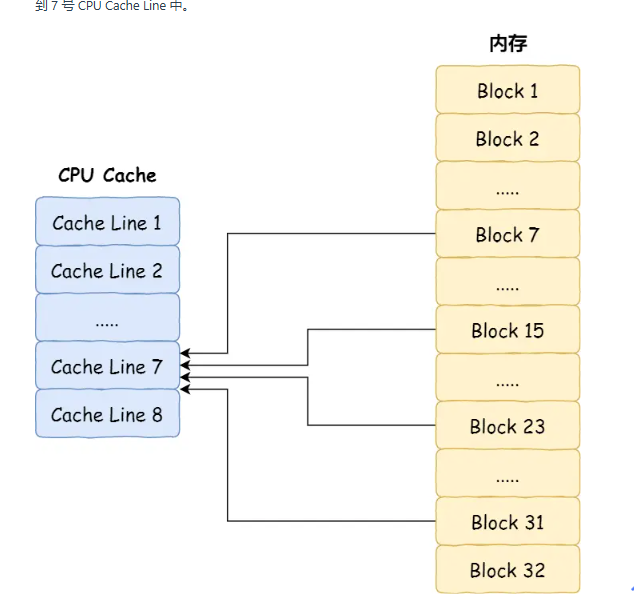 到 7 号 CPU Cache Line 中。
内存
Block 1
Block 2
.....
Block 7
.....
Block 15
.....
Block 23
.....
Block 31
Block 32
CPU Cache
Cache Line 1
Cache Line 2
.....
Cache Line 7
Cache Line 8